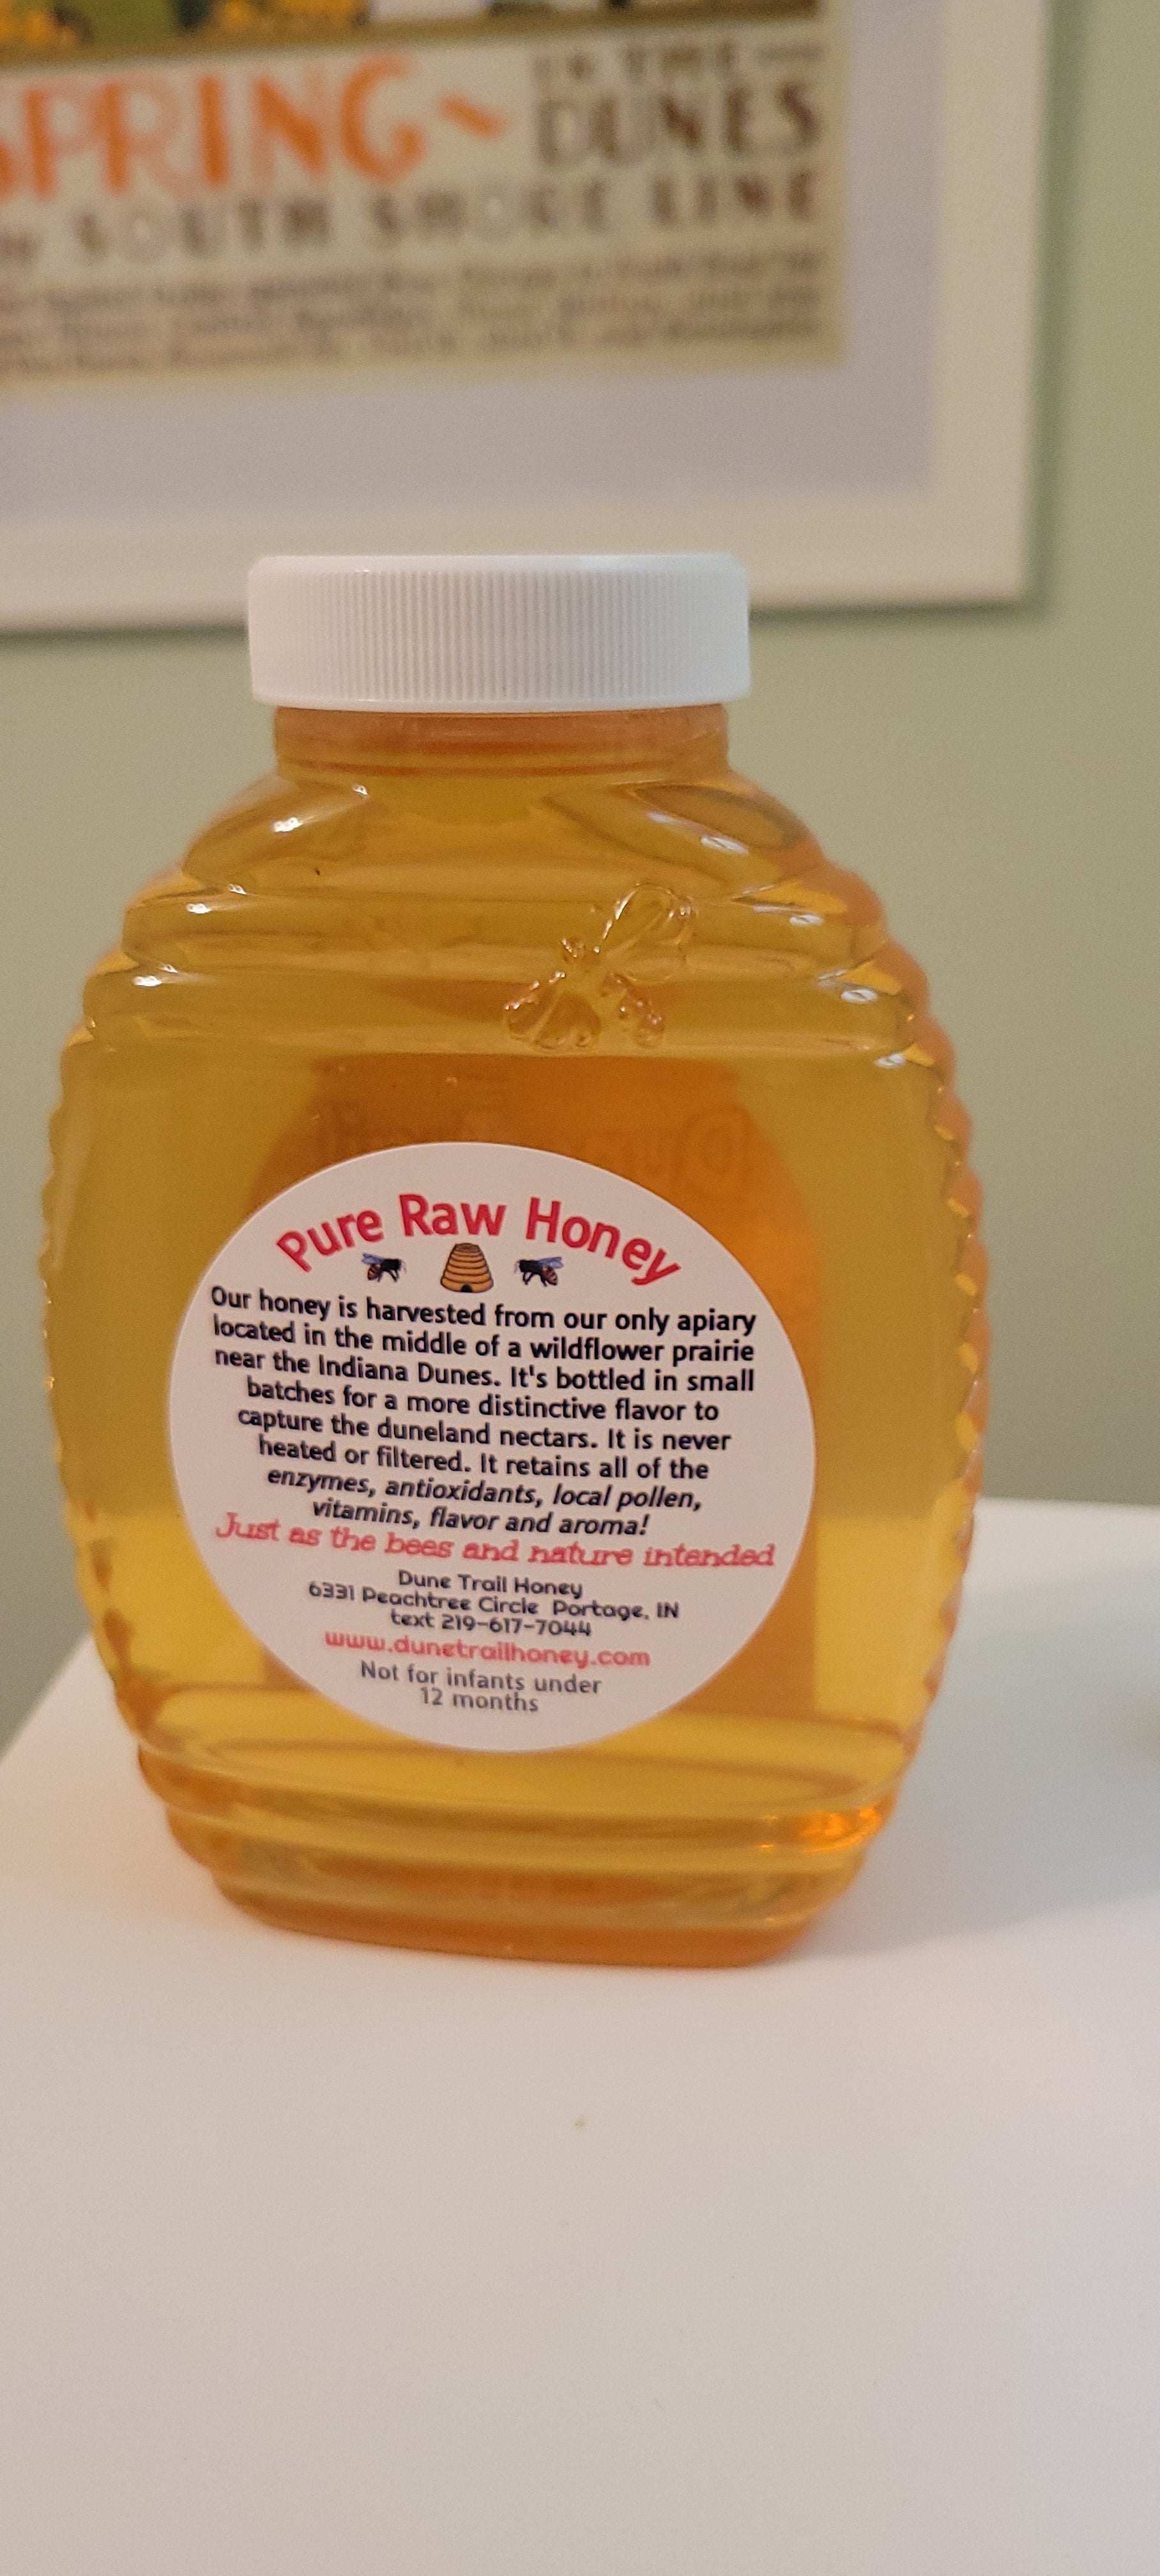 SPRING~ IN THE
DUNES
by SOUTH SHORE LINE
Pure Raw Honey
Our honey is harvested from our only apiary
located in the middle of a wildflower prairie
near the Indiana Dunes. It's bottled in small
batches for a more distinctive flavor to
capture the duneland nectars. It is never
heated or filtered. It retains all of the
enzymes, antioxidants, local pollen,
vitamins, flavor and aroma!
Just as the bees and nature intended
Dune Trail Honey
6331 Peachtree Circle Portage, IN
text 219-617-7044
www.dunetrailhoney.com
Not for infants under
12 months